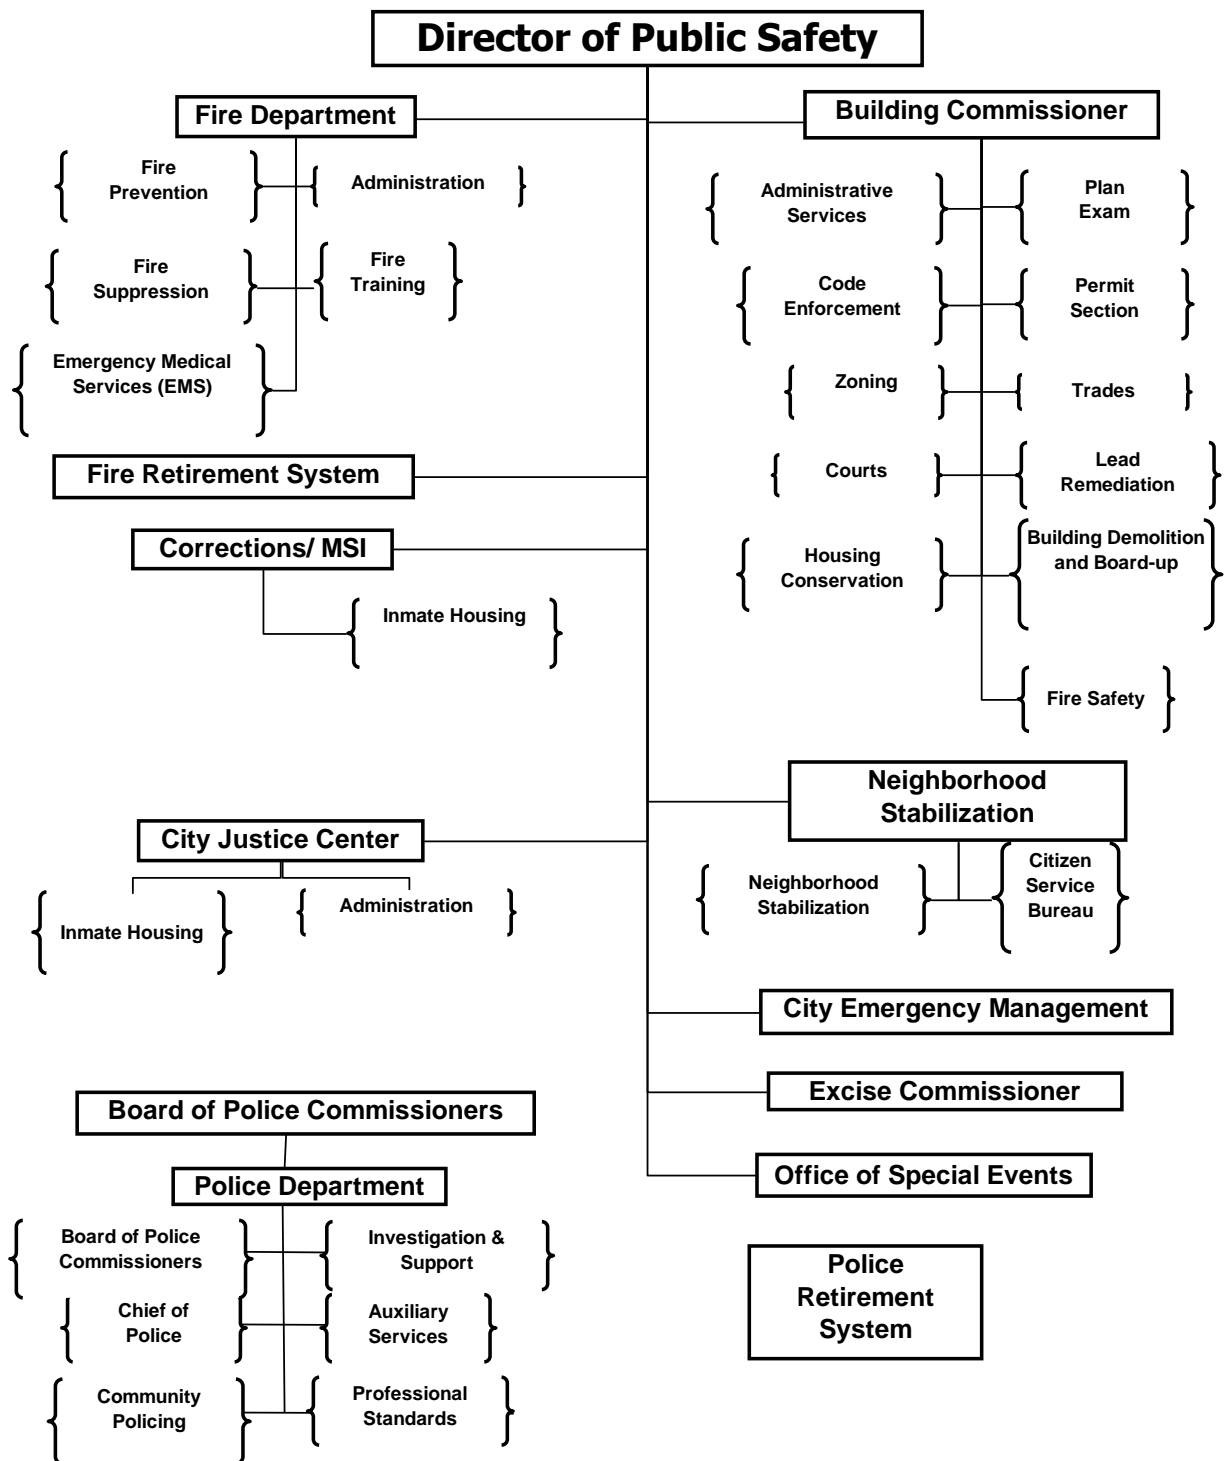 Director of Public Safety
Fire Department
Fire
Prevention
Administration
Fire
Suppression
Fire
Training
Emergency Medical
Services (EMS)
Fire Retirement System
Corrections/ MSI
Inmate Housing
City Justice Center
Inmate Housing
Administration
Building Commissioner
Administrative
Services
Plan
Exam
Code
Enforcement
Permit
Section
Zoning
Trades
Courts
Lead
Remediation
Housing
Conservation
Building Demolition
and Board-up
Fire Safety
Neighborhood
Stabilization
Neighborhood
Stabilization
Citizen
Service
Bureau
City Emergency Management
Excise Commissioner
Office of Special Events
Board of Police Commissioners
Police Department
Board of Police
Commissioners
Investigation &
Support
Chief of
Police
Auxiliary
Services
Community
Policing
Professional
Standards
Police
Retirement
System